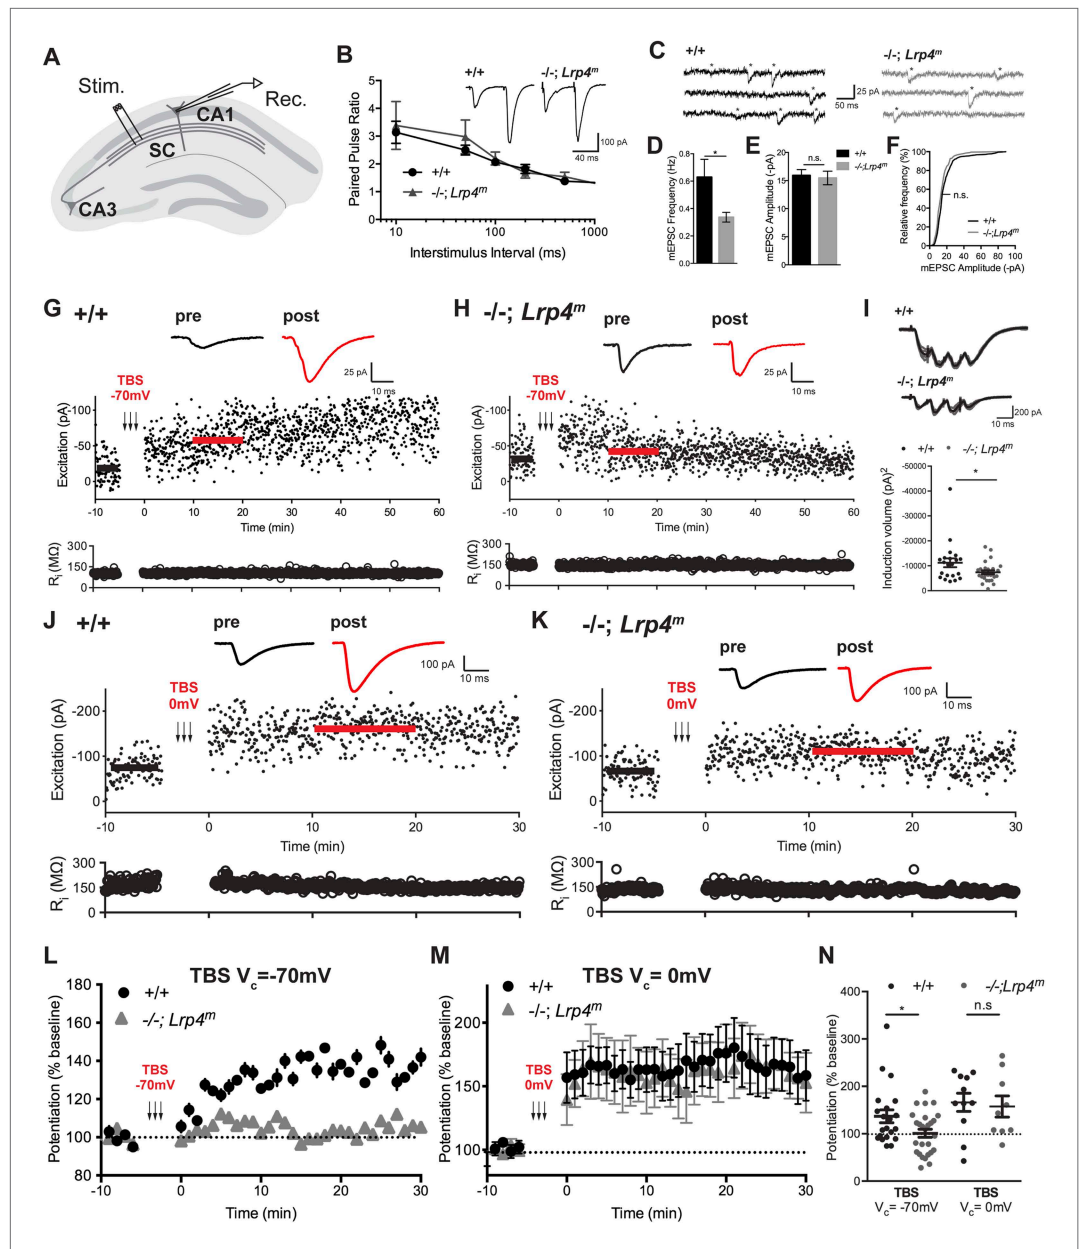 A
Stim.
CA1
Rec.
SC
CA3
B
+/+
-/-; Lrp4m
5
4
3
2
1
0
Paired Pulse Ratio
+/+
-/-; Lrp4m
100 pA
40 ms
10
100
1000
Interstimulus Interval (ms)
C
+/+
-/-; Lrp4m
25 pA
50 ms
D
0.8
0.6
0.4
0.2
0.0
mEPSC Frequency (Hz)
*
E
20
15
10
5
0
mEPSC Amplitude (-pA)
n.s.
+/+
-/-;Lrp4m
F
100
80
60
40
20
0
Relative frequency (%)
n.s.
+/+
-/-;Lrp4m
0 20 40 60 80 100
mEPSC Amplitude (-pA)
G +/+
pre
post
25 pA
10 ms
TBS
-70mV
-100
-50
0
Excitation (pA)
-10 0 10 20 30 40 50 60
Time (min)
300
150
0
Ri (MΩ)
H -/-; Lrp4m
pre
post
25 pA
10 ms
TBS
-70mV
-100
-50
0
Excitation (pA)
-10 0 10 20 30 40 50 60
Time (min)
300
150
0
Ri (MΩ)
I
+/+
-/-; Lrp4m
200 pA
10 ms
+/+ -/-; Lrp4m
-50000
-40000
-20000
-10000
0
Induction volume (pA)2
*
J +/+
pre
post
100 pA
10 ms
TBS
0mV
-200
-100
0
Excitation (pA)
-10 0 10 20 30
Time (min)
300
150
0
Ri (MΩ)
K -/-; Lrp4m
pre
post
100 pA
10 ms
TBS
0mV
-200
-100
0
Excitation (pA)
-10 0 10 20 30
Time (min)
300
150
0
Ri (MΩ)
L
TBS Vc=-70mV
+/+
-/-; Lrp4m
TBS
-70mV
180
160
140
120
100
80
Potentiation (% baseline)
-10 0 10 20 30
Time (min)
M
TBS Vc= 0mV
+/+
-/-; Lrp4m
TBS
0mV
200
150
100
Potentiation (% baseline)
-10 0 10 20 30
Time (min)
N
+/+ -/-;Lrp4m
* n.s
400
300
200
100
0
Potentiation (% baseline)
TBS TBS
Vc= -70mV Vc= 0mV